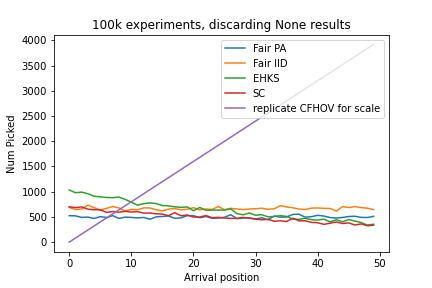 100k experiments, discarding None results
4000
3500
3000
2500
2000
1500
1000
500
0
Num Picked
Fair PA
Fair IID
EHKS
SC
replicate CFHOV for scale
0 10 20 30 40 50
Arrival position